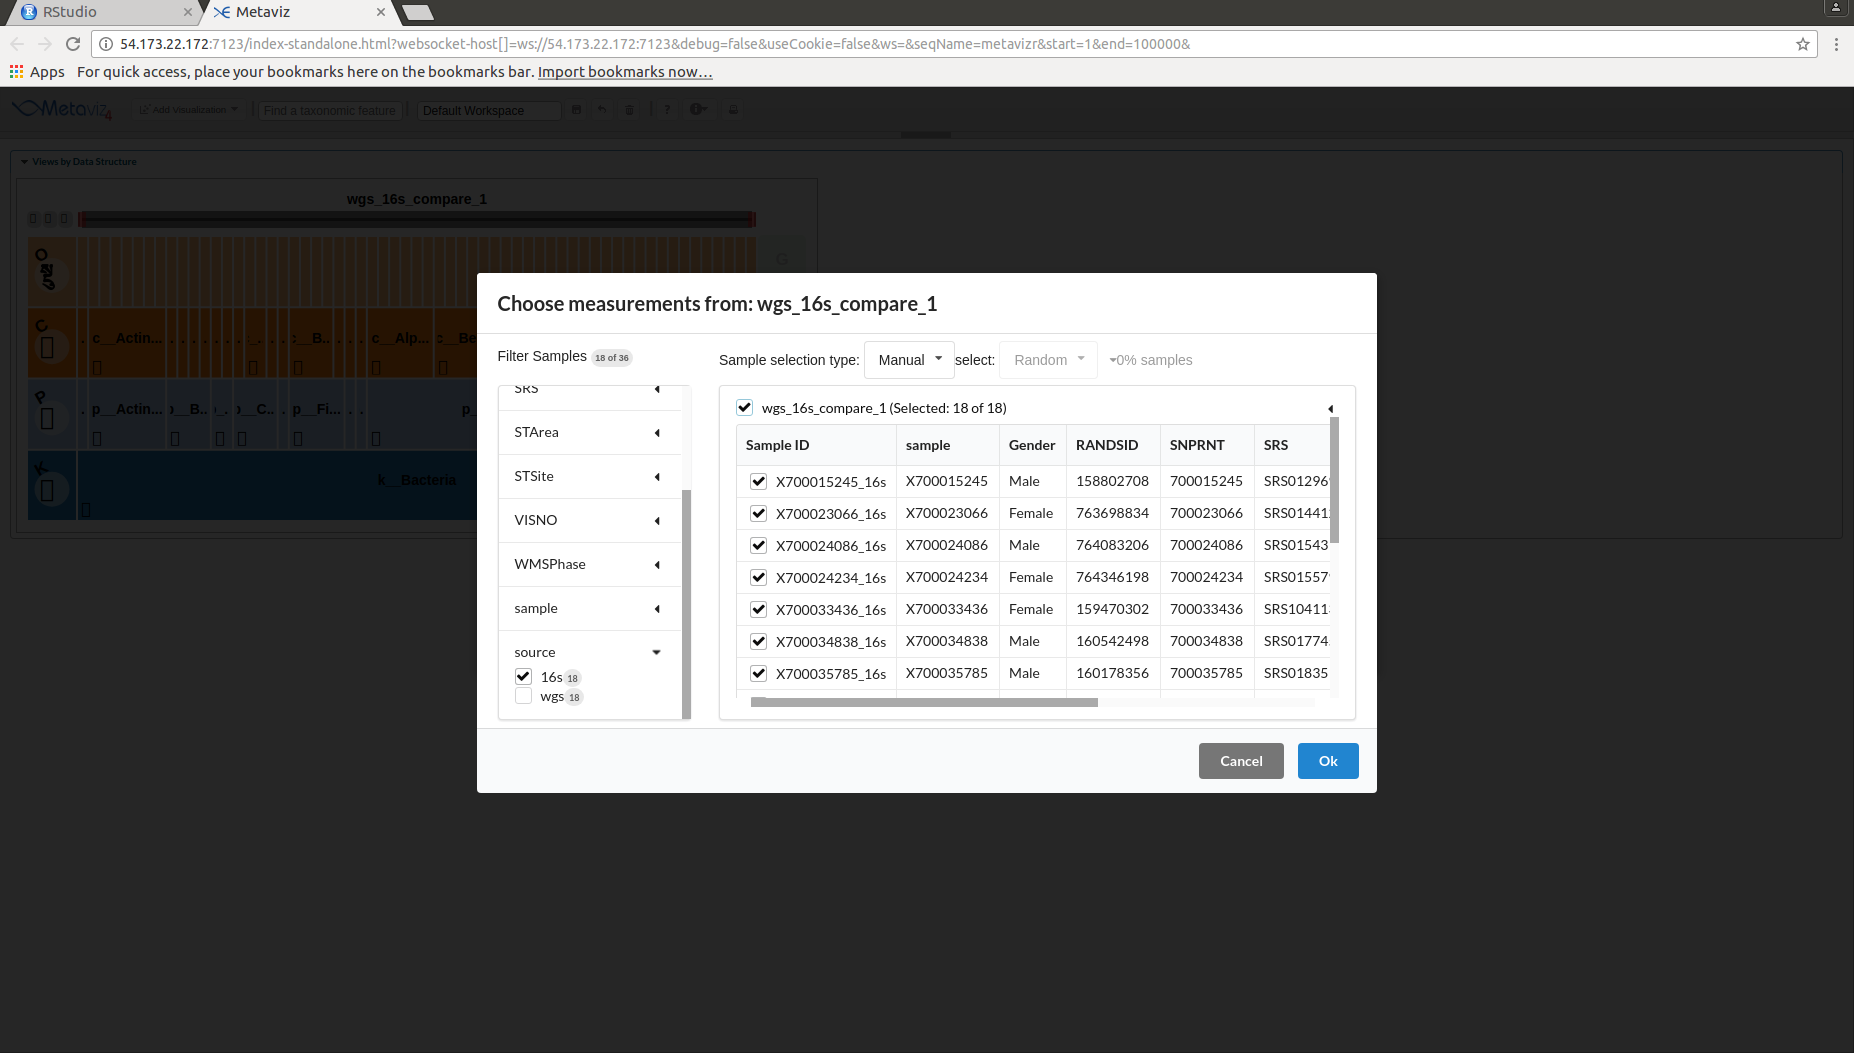 RStudio
Metaviz
54.173.22.172:7123/index-standalone.html?websocket-host[]=ws://54.173.22.172:7123&debug=false&useCookie=false&ws=&seqName=metavizr&start=1&end=100000&
Apps For quick access, place your bookmarks here on the bookmarks bar. Import bookmarks now...
Metaviz 4 Add Visualization Find a taxonomic feature Default Workspace ?
Views by Data Structure
wgs_16s_compare_1
O
G
C c__Actin... :__B.. c__Alp... c__Be
P p__Actin... p__C.. p__Fi...
K k__Bacteria
Choose measurements from: wgs_16s_compare_1
Filter Samples 18 of 36
SRS
STArea
STSite
VISNO
WMSPhase
sample
source
16s 18
wgs 18
Sample selection type: Manual select: Random 0% samples
wgs_16s_compare_1 (Selected: 18 of 18)
Sample ID sample Gender RANDSID SNPRNT SRS
X700015245_16s X700015245 Male 158802708 700015245 SRS01296
X700023066_16s X700023066 Female 763698834 700023066 SRS01441
X700024086_16s X700024086 Male 764083206 700024086 SRS01543
X700024234_16s X700024234 Female 764346198 700024234 SRS01557
X700033436_16s X700033436 Female 159470302 700033436 SRS10411
X700034838_16s X700034838 Male 160542498 700034838 SRS01774
X700035785_16s X700035785 Male 160178356 700035785 SRS01835
Cancel Ok